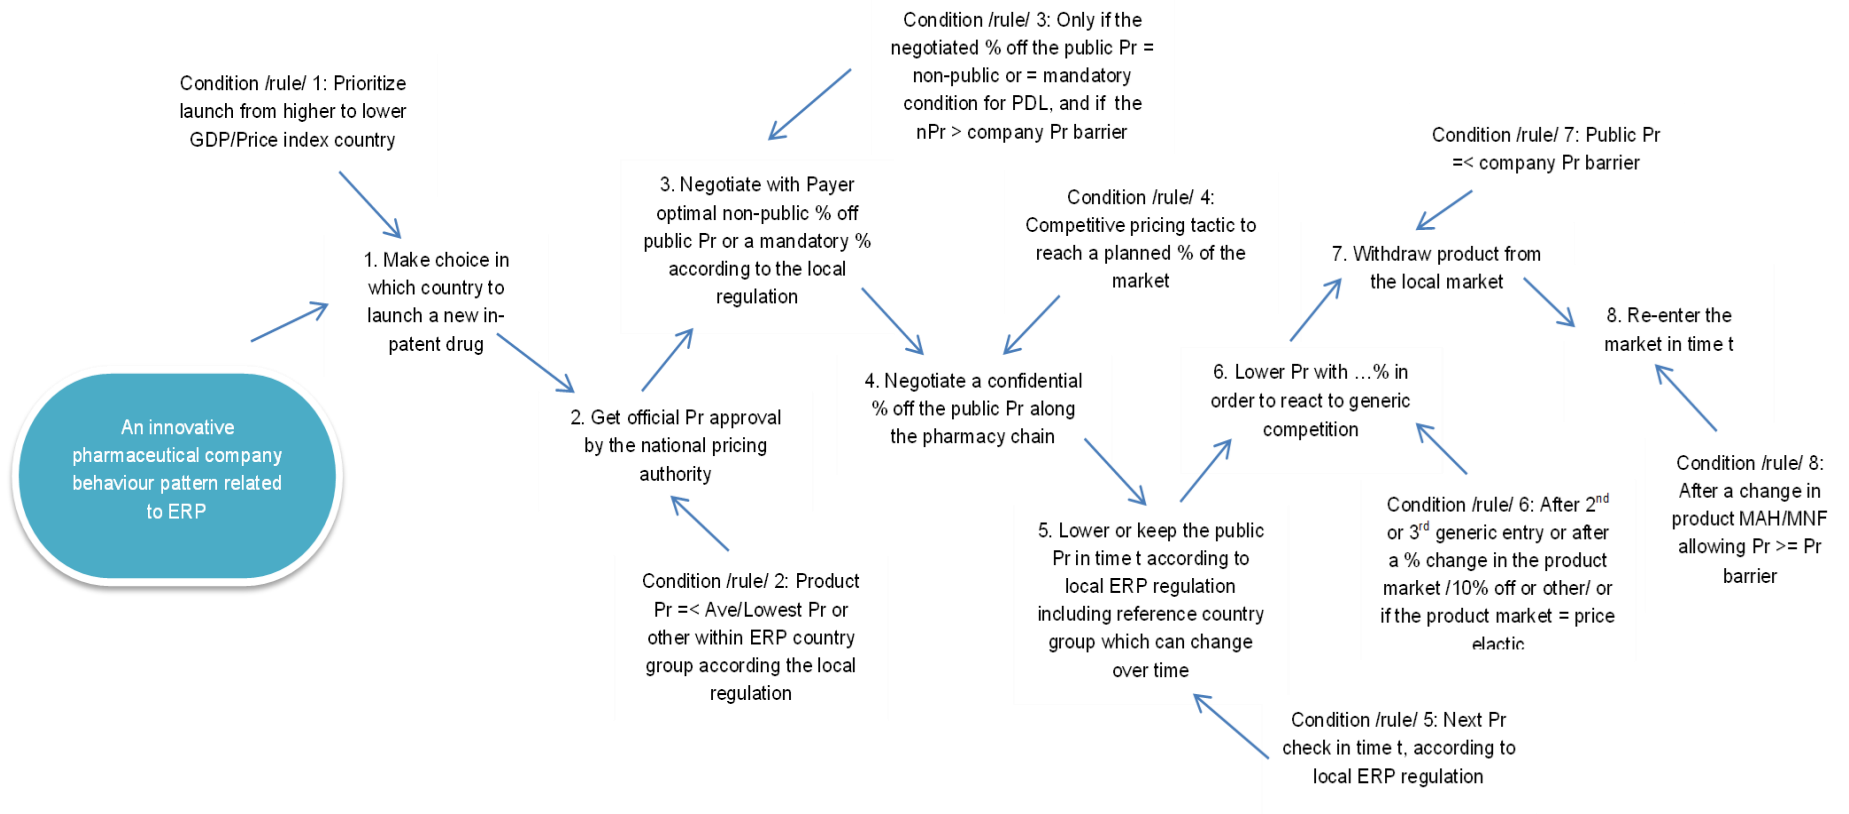 Condition /rule/ 1: Prioritize
launch from higher to lower
GDP/Price index country
1. Make choice in
which country to
launch a new in-
patent drug
An innovative
pharmaceutical company
behaviour pattern related
to ERP
2. Get official Pr approval
by the national pricing
authority
Condition /rule/ 2: Product
Pr =< Ave/Lowest Pr or
other within ERP country
group according the local
regulation
Condition /rule/ 3: Only if the
negotiated % off the public Pr =
non-public or = mandatory
condition for PDL, and if the
nPr > company Pr barrier
3. Negotiate with Payer
optimal non-public % off
public Pr or a mandatory %
according to the local
regulation
Condition /rule/ 4:
Competitive pricing tactic to
reach a planned % of the
market
4. Negotiate a confidential
% off the public Pr along
the pharmacy chain
5. Lower or keep the public
Pr in time t according to
local ERP regulation
including reference country
group which can change
over time
Condition /rule/ 5: Next Pr
check in time t, according to
local ERP regulation
6. Lower Pr with ...% in
order to react to generic
competition
Condition /rule/ 6: After 2nd
or 3rd generic entry or after
a % change in the product
market /10% off or other/ or
if the product market = price
elactic
Condition /rule/ 7: Public Pr
=< company Pr barrier
7. Withdraw product from
the local market
8. Re-enter the
market in time t
Condition /rule/ 8:
After a change in
product MAH/MNF
allowing Pr >= Pr
barrier